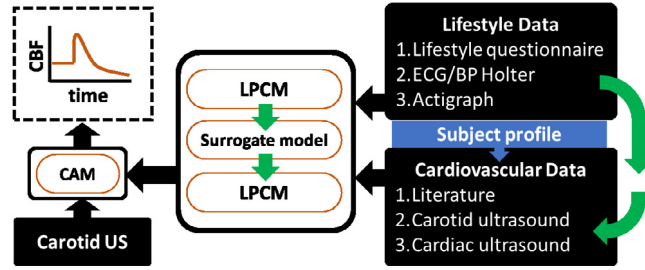 CBF
time
CAM
Carotid US
LPCM
Surrogate model
LPCM
Lifestyle Data
1.Lifestyle questionnaire
2.ECG/BP Holter
3.Actigraph
Subject profile
Cardiovascular Data
1.Literature
2.Carotid ultrasound
3.Cardiac ultrasound